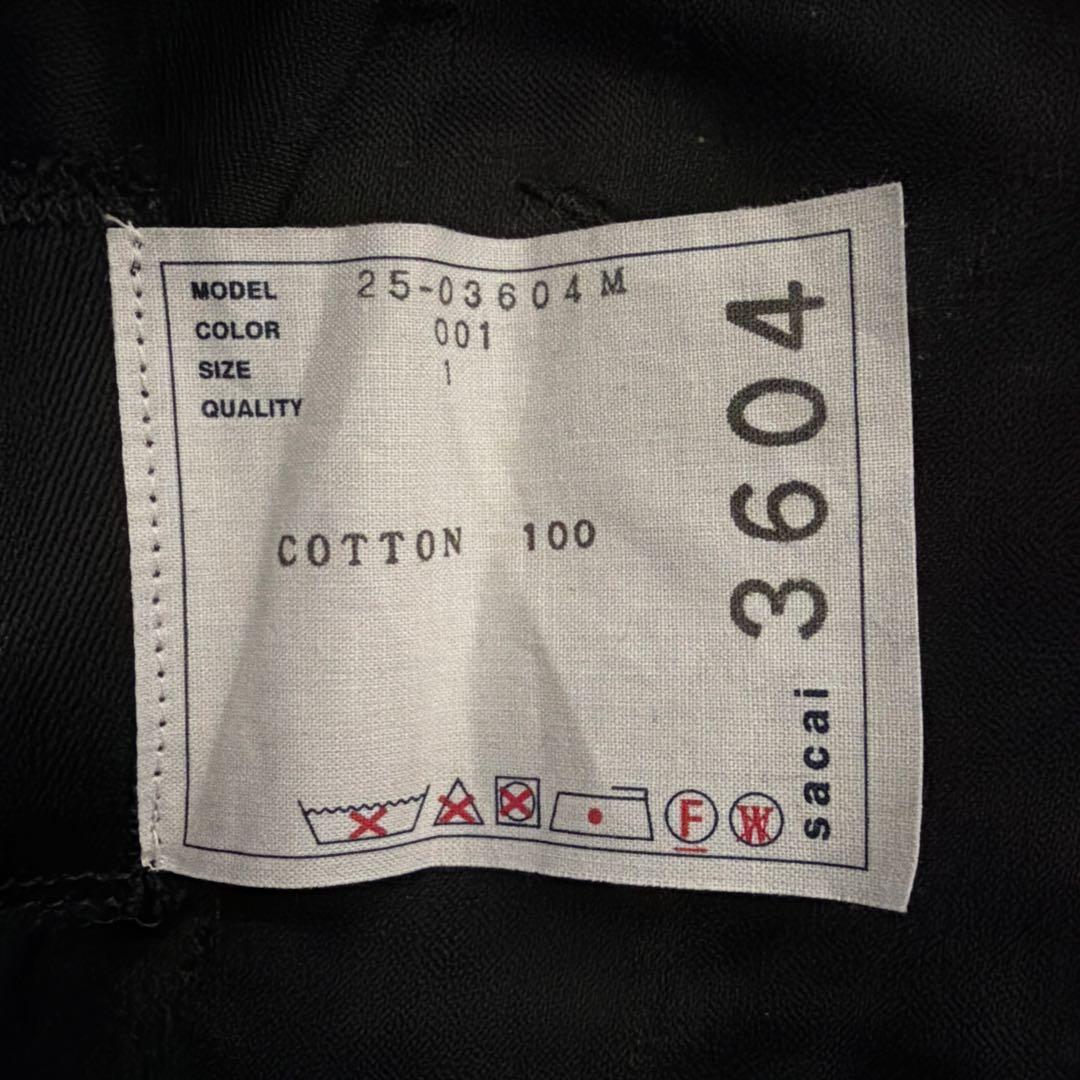 MODEL 25-03604M
COLOR 001
SIZE 1
QUALITY
COTTON 100
sacai 3604
F W